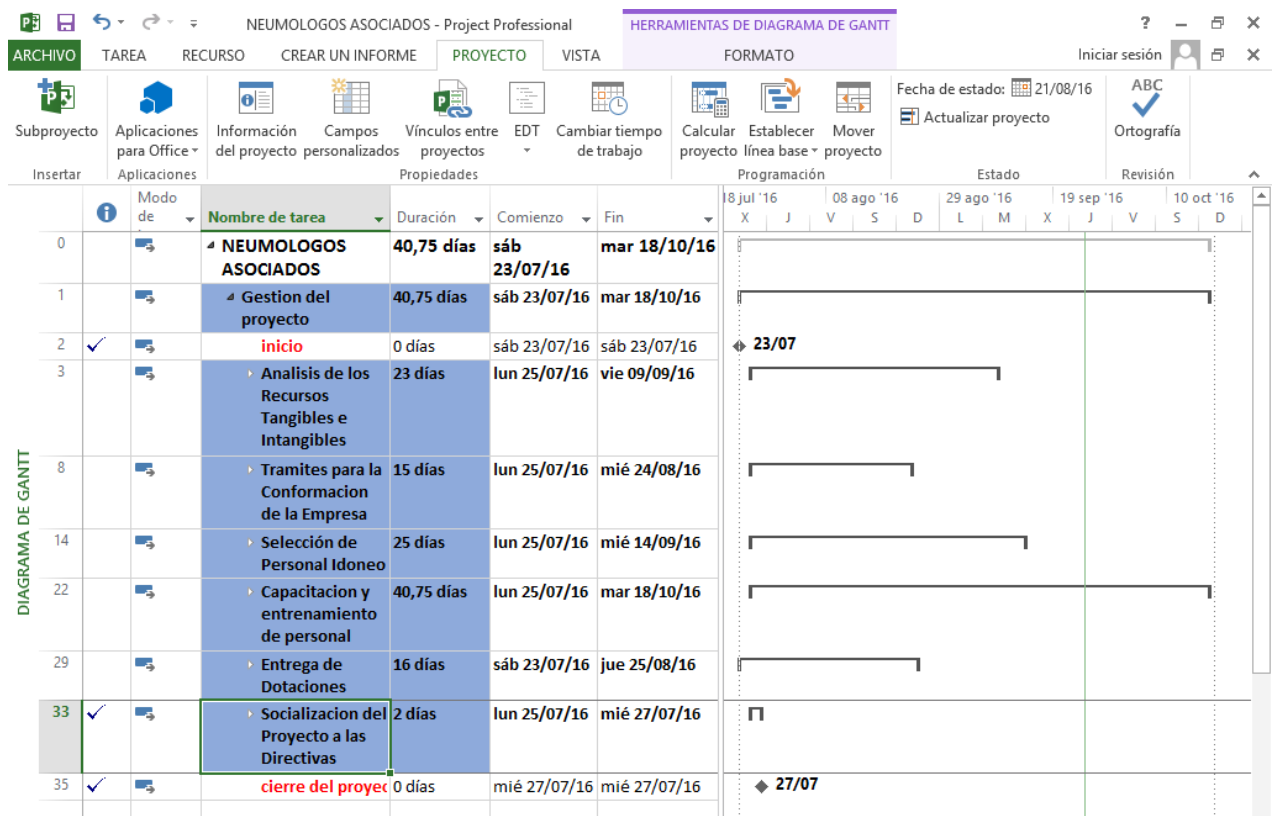 NEUMOLOGOS ASOCIADOS - Project Professional
HERRAMIENTAS DE DIAGRAMA DE GANTT
?
ARCHIVO TAREA RECURSO CREAR UN INFORME PROYECTO VISTA FORMATO Iniciar sesión
Subproyecto
Aplicaciones para Office
Información del proyecto
Campos personalizados
Vínculos entre proyectos
EDT
Cambiar tiempo de trabajo
Calcular proyecto
Establecer línea base
Mover proyecto
Fecha de estado: 21/08/16
Actualizar proyecto
ABC
Ortografía
Insertar Aplicaciones Propiedades Programación Estado Revisión
Modo de
Nombre de tarea Duración Comienzo Fin
18 jul '16 08 ago '16 29 ago '16 19 sep '16 10 oct '16
X J V S D L M X J V S D
0 NEUMOLOGOS 40,75 días sáb mar 18/10/16
ASOCIADOS 23/07/16
1 Gestion del 40,75 días sáb 23/07/16 mar 18/10/16
proyecto
2 inicio 0 días sáb 23/07/16 sáb 23/07/16 23/07
3 Analisis de los 23 días lun 25/07/16 vie 09/09/16
Recursos
Tangibles e
Intangibles
8 Tramites para la 15 días lun 25/07/16 mié 24/08/16
Conformacion
de la Empresa
14 Selección de 25 días lun 25/07/16 mié 14/09/16
Personal Idoneo
22 Capacitacion y 40,75 días lun 25/07/16 mar 18/10/16
entrenamiento
de personal
29 Entrega de 16 días sáb 23/07/16 jue 25/08/16
Dotaciones
33 Socializacion del 2 días lun 25/07/16 mié 27/07/16
Proyecto a las
Directivas
35 cierre del proyec 0 días mié 27/07/16 mié 27/07/16 27/07
DIAGRAMA DE GANTT